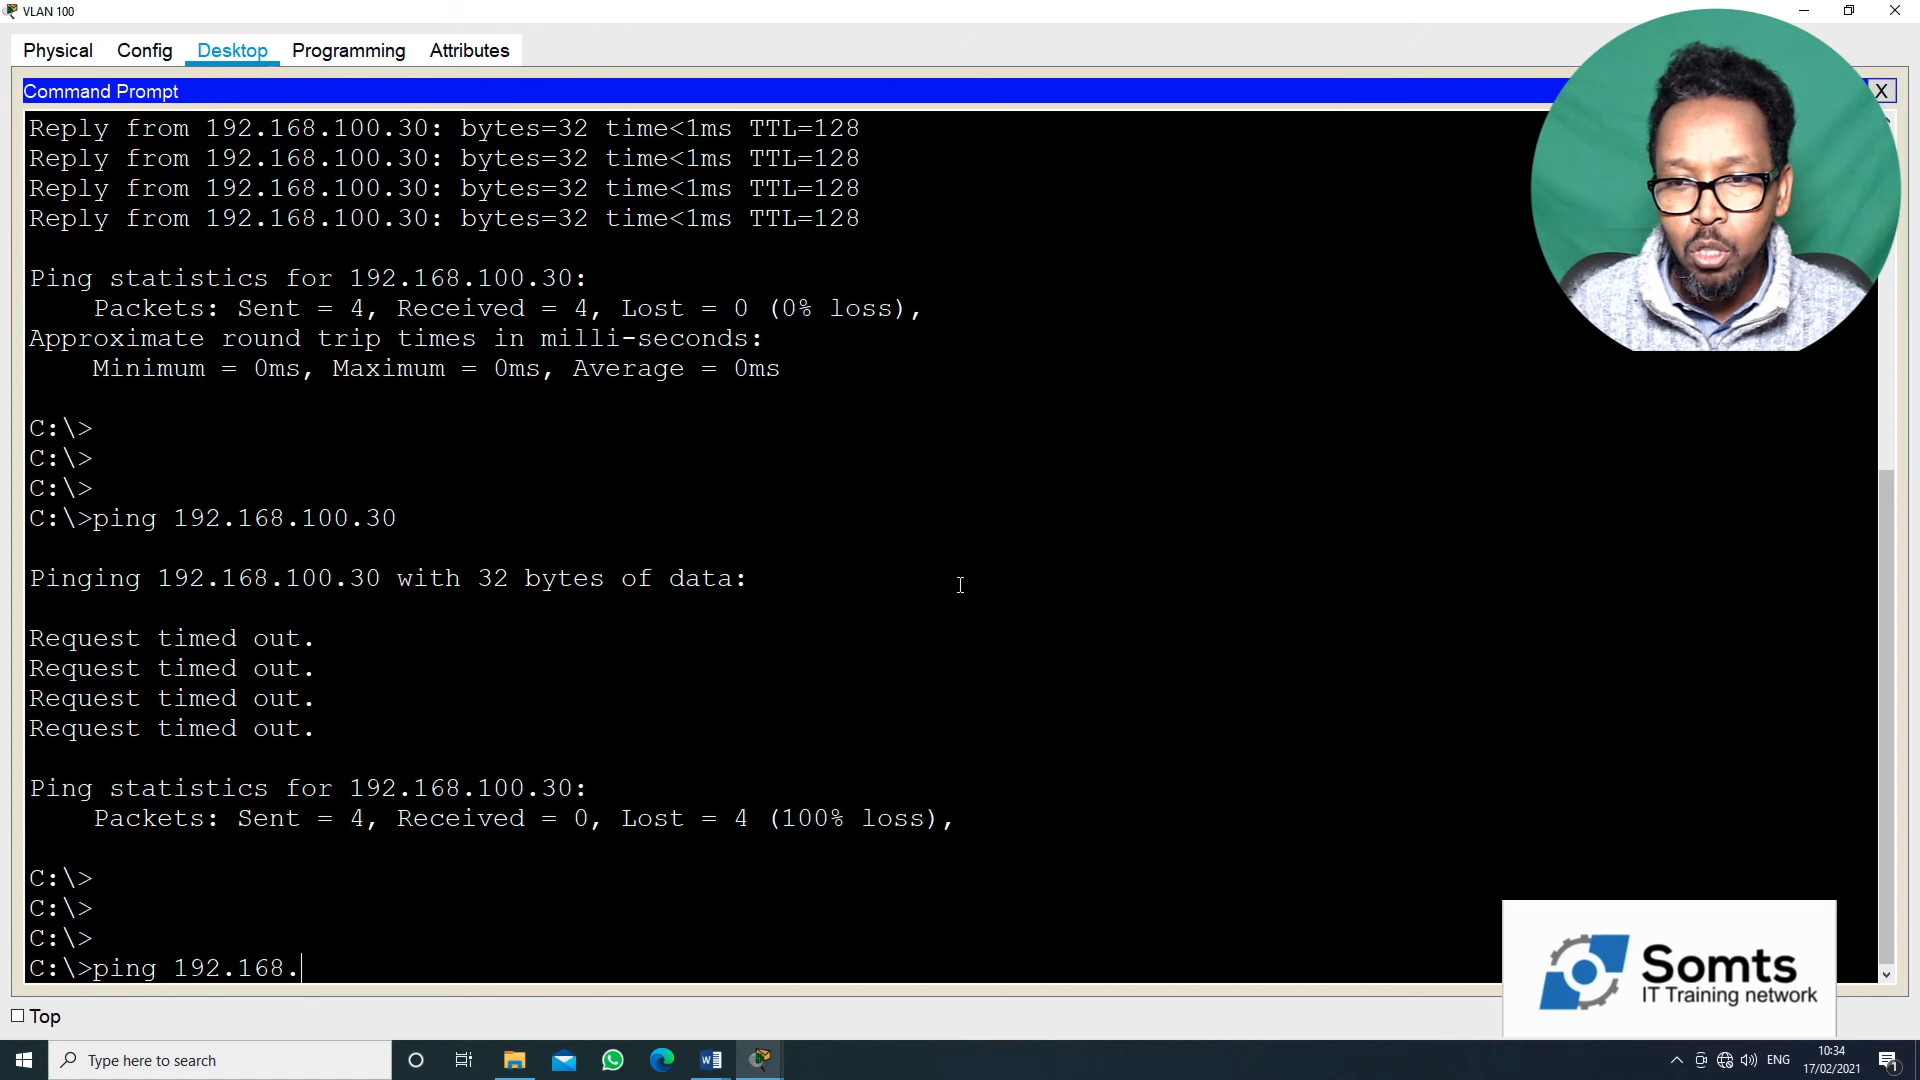 VLAN 100
Physical Config Desktop Programming Attributes
Command Prompt
X
Reply from 192.168.100.30: bytes=32 time<1ms TTL=128
Reply from 192.168.100.30: bytes=32 time<1ms TTL=128
Reply from 192.168.100.30: bytes=32 time<1ms TTL=128
Reply from 192.168.100.30: bytes=32 time<1ms TTL=128
Ping statistics for 192.168.100.30:
Packets: Sent = 4, Received = 4, Lost = 0 (0% loss),
Approximate round trip times in milli-seconds:
Minimum = 0ms, Maximum = 0ms, Average = 0ms
C:\>
C:\>
C:\>
C:\>ping 192.168.100.30
Pinging 192.168.100.30 with 32 bytes of data:
Request timed out.
Request timed out.
Request timed out.
Request timed out.
Ping statistics for 192.168.100.30:
Packets: Sent = 4, Received = 0, Lost = 4 (100% loss),
C:\>
C:\>
C:\>
C:\>ping 192.168.
Somts
IT Training network
Top
Type here to search
ENG
10:34
17/02/2021
1